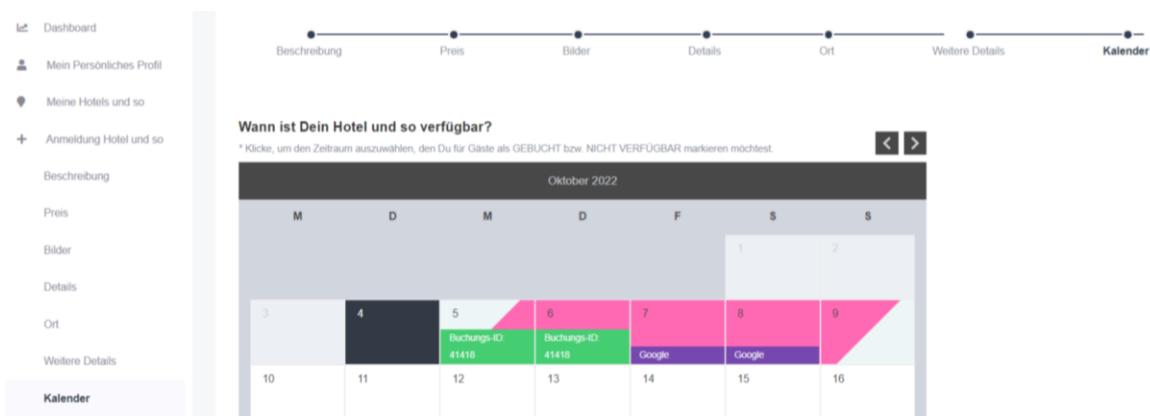 Dashboard
Mein Persönliches Profil
Meine Hotels und so
Anmeldung Hotel und so
Beschreibung
Preis
Bilder
Details
Ort
Weitere Details
Kalender
Beschreibung Preis Bilder Details Ort Weitere Details Kalender
Wann ist Dein Hotel und so verfügbar?
* Klicke, um den Zeitraum auszuwählen, den Du für Gäste als GEBUCHT bzw. NICHT VERFÜGBAR markieren möchtest.
Oktober 2022
M D M D F S S
1 2
3 4 5 6 7 8 9
Buchungs-ID: Buchungs-ID:
41418 41418 Google Google
10 11 12 13 14 15 16